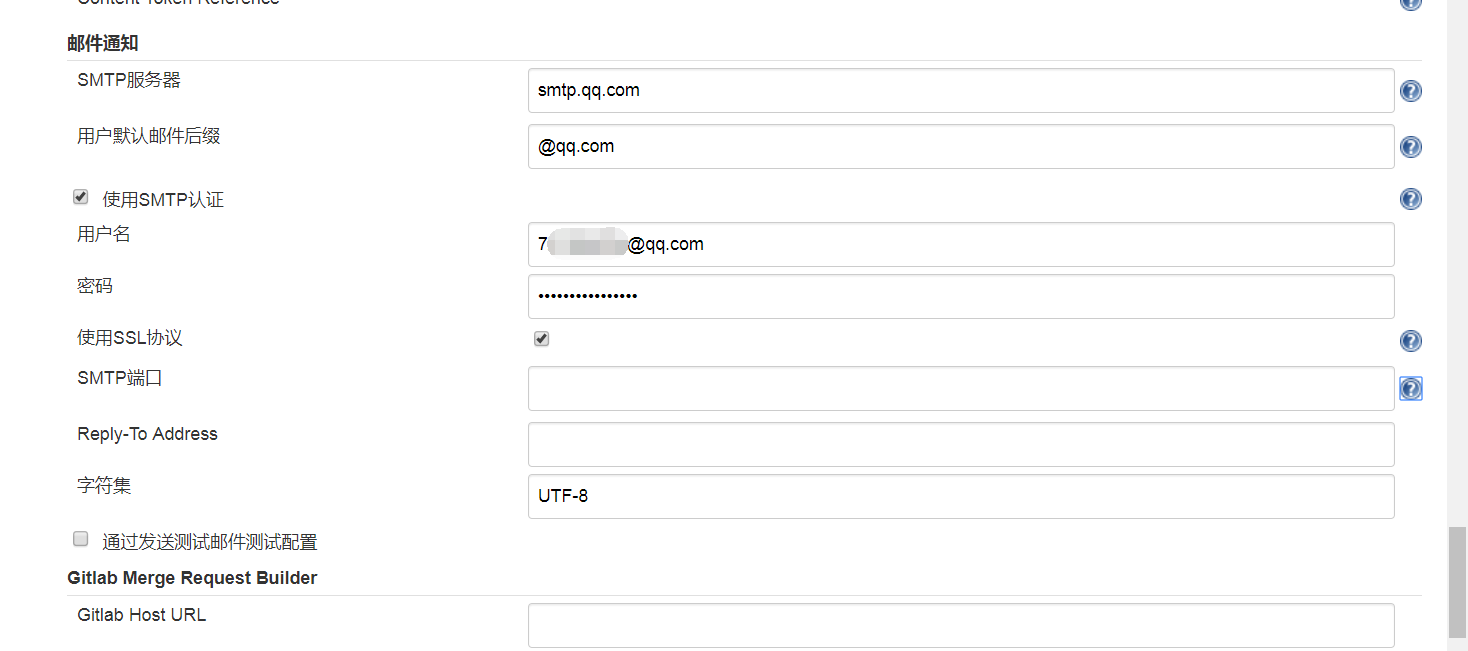 Content Token Reference
邮件通知
SMTP服务器
smtp.qq.com
用户默认邮件后缀
@qq.com
使用SMTP认证
用户名
7 @qq.com
密码
••••••••••••••••
使用SSL协议
SMTP端口
Reply-To Address
字符集
UTF-8
通过发送测试邮件测试配置
Gitlab Merge Request Builder
Gitlab Host URL